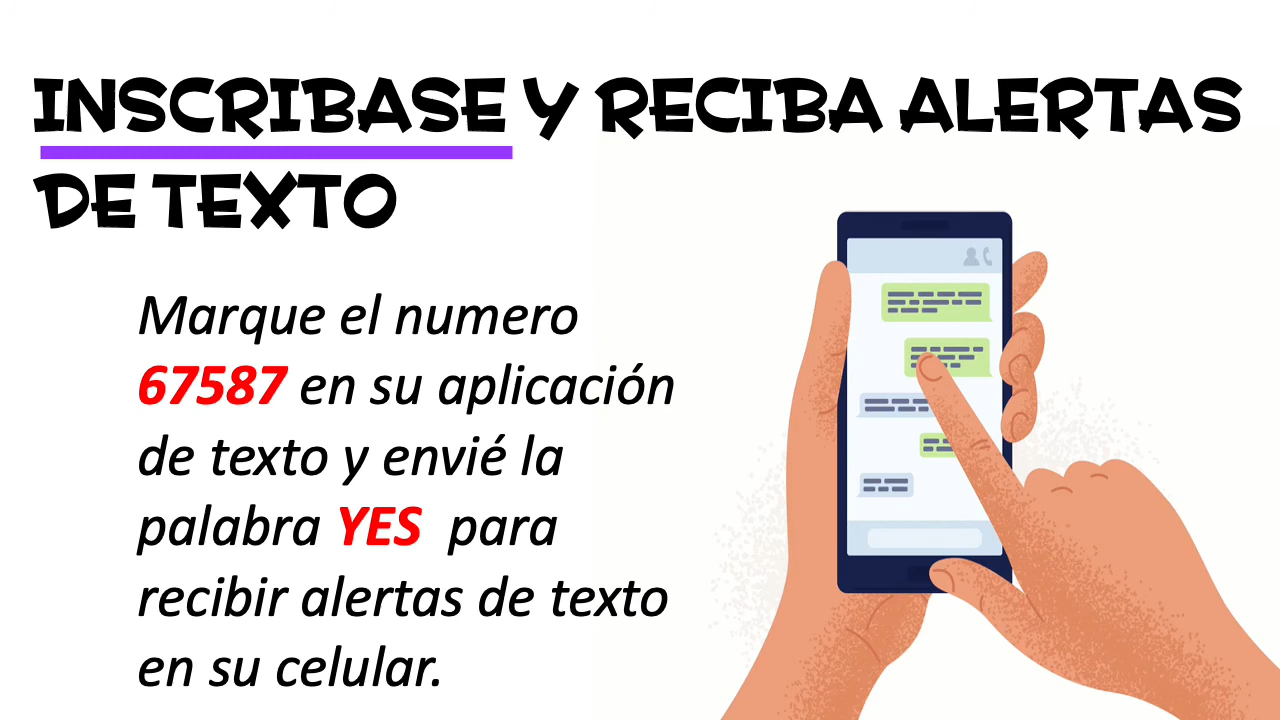 INSCRIBASE Y RECIBA ALERTAS
DE TEXTO
Marque el numero
67587 en su aplicación
de texto y envié la
palabra YES para
recibir alertas de texto
en su celular.